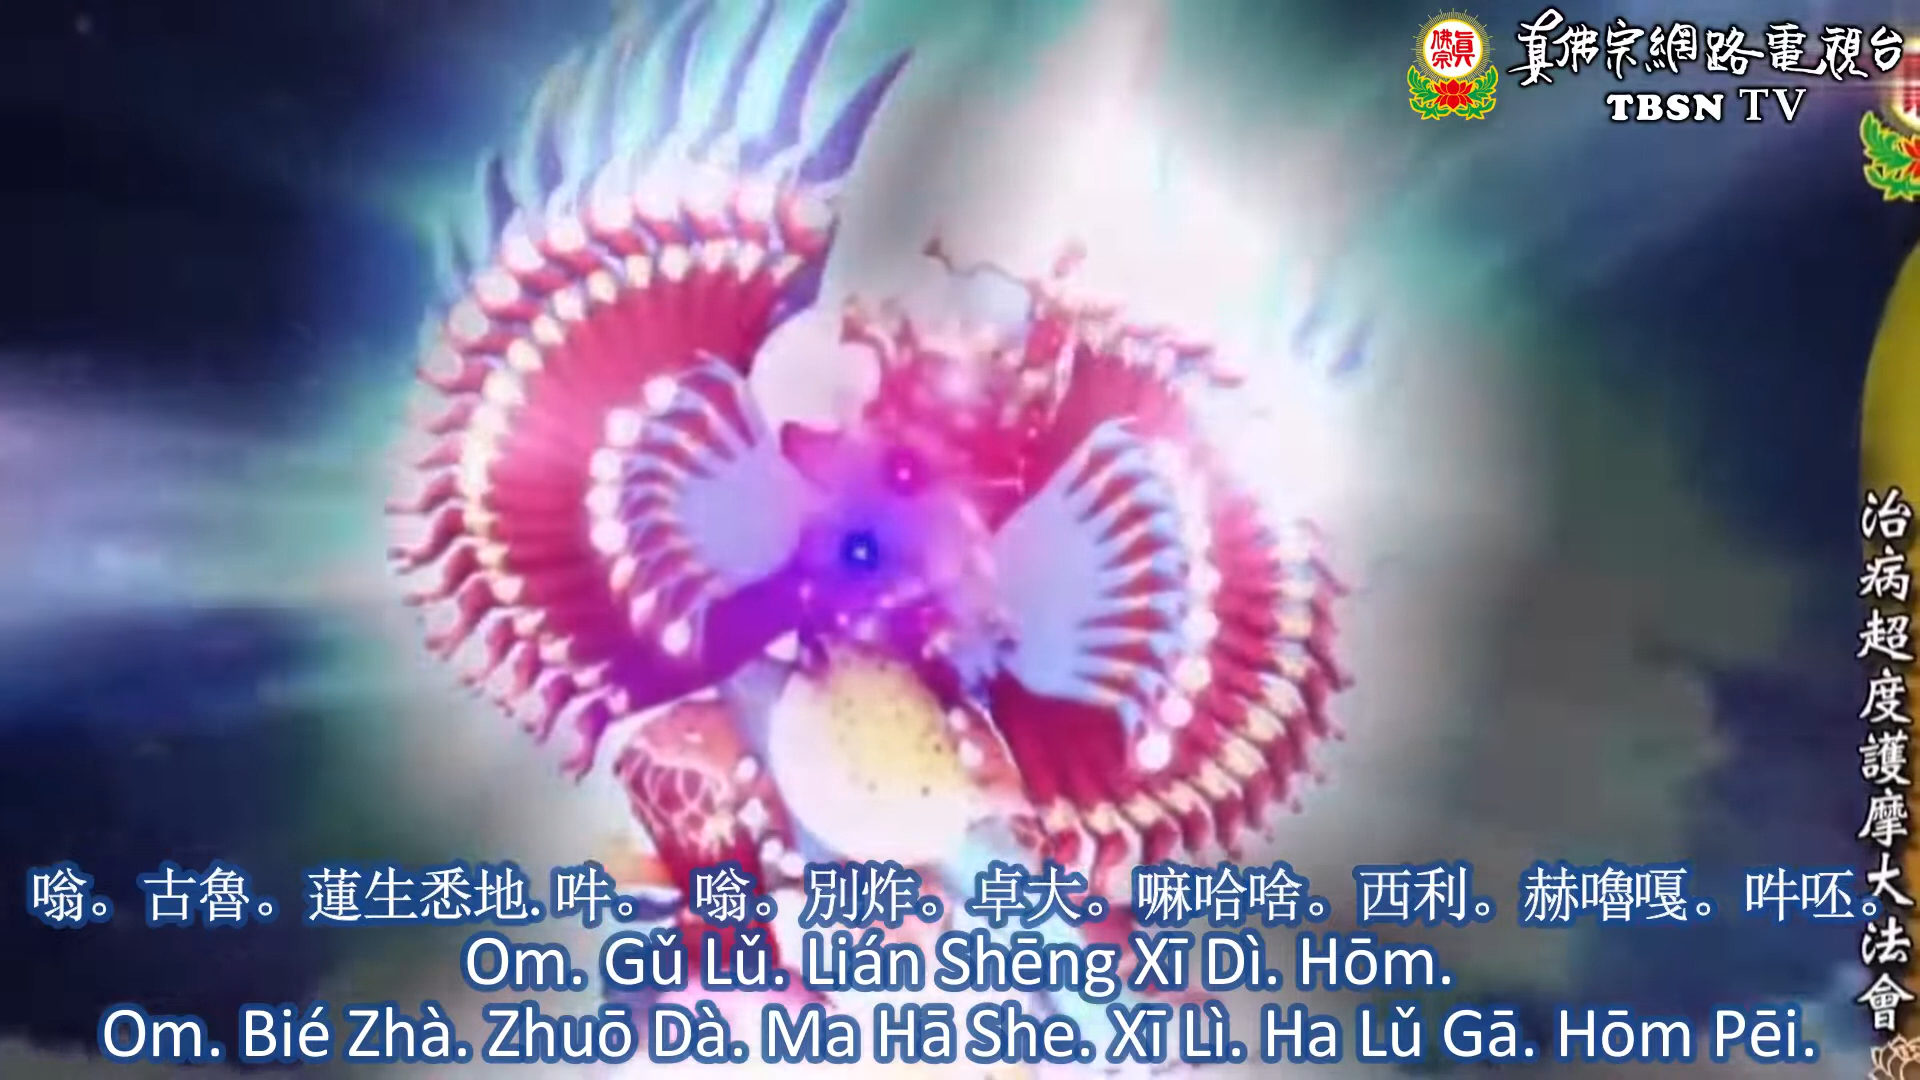 真佛宗
真佛宗網路電視台
TBSN TV
治病超度護摩大法會
嗡。古魯。蓮生悉地.吽。 嗡。別炸。卓大。嘛哈啥。西利。赫嚕嘎。吽呸。
Om. Gǔ Lǔ. Lián Shēng Xī Dì. Hōm.
Om. Bié Zhà. Zhuō Dà. Ma Hā She. Xī Lì. Ha Lǔ Gā. Hōm Pēi.